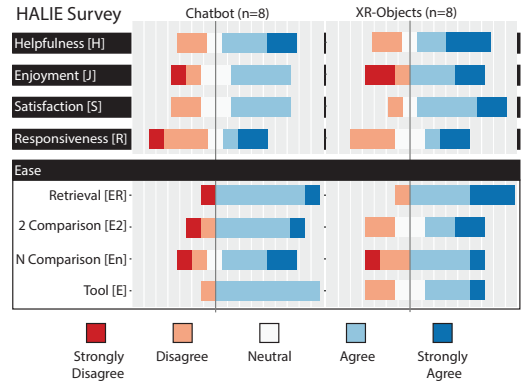 HALIE Survey
Chatbot (n=8)
XR-Objects (n=8)
Helpfulness [H]
Enjoyment [J]
Satisfaction [S]
Responsiveness [R]
Ease
Retrieval [ER]
2 Comparison [E2]
N Comparison [En]
Tool [E]
Strongly Disagree
Disagree
Neutral
Agree
Strongly Agree